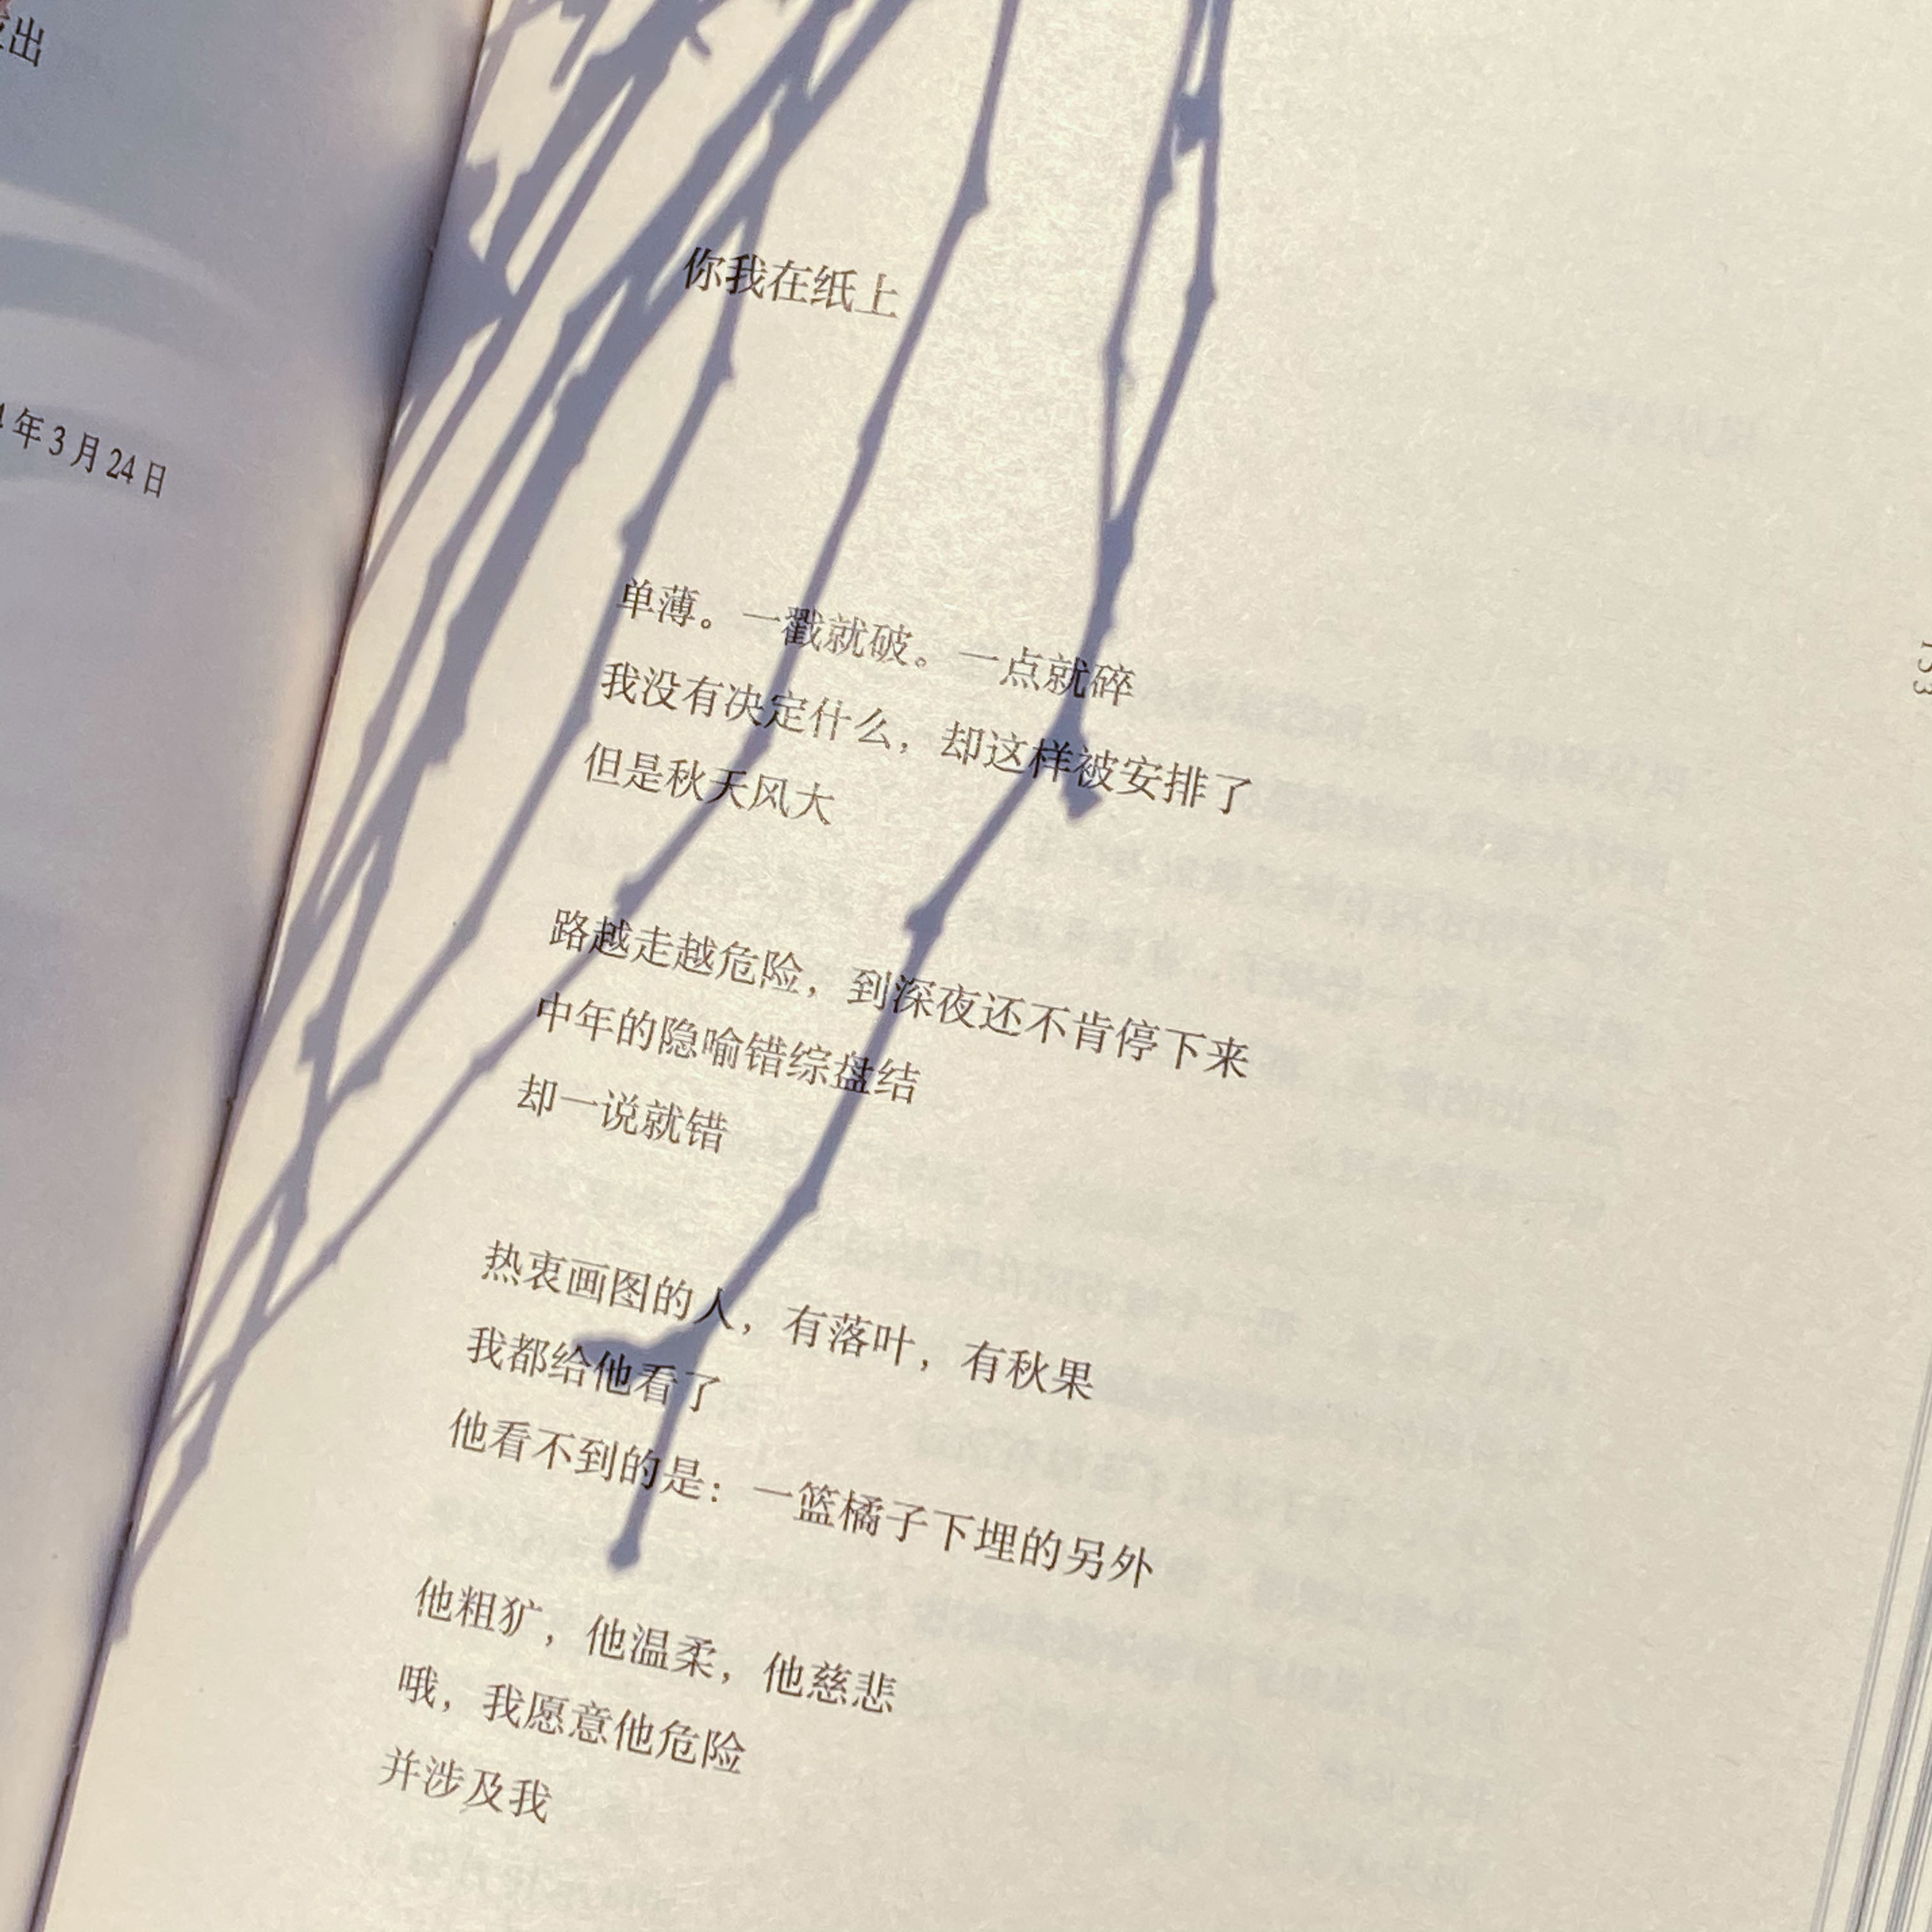 出
年3月24日
你我在纸上
单薄。一戳就破。一点就碎
我没有决定什么，却这样被安排了
但是秋天风大
路越走越危险，到深夜还不肯停下来
中年的隐喻错综盘结
却一说就错
热衷画图的人，有落叶，有秋果
我都给他看了
他看不到的是：一篮橘子下埋的另外
他粗犷，他温柔，他慈悲
哦，我愿意他危险
并涉及我